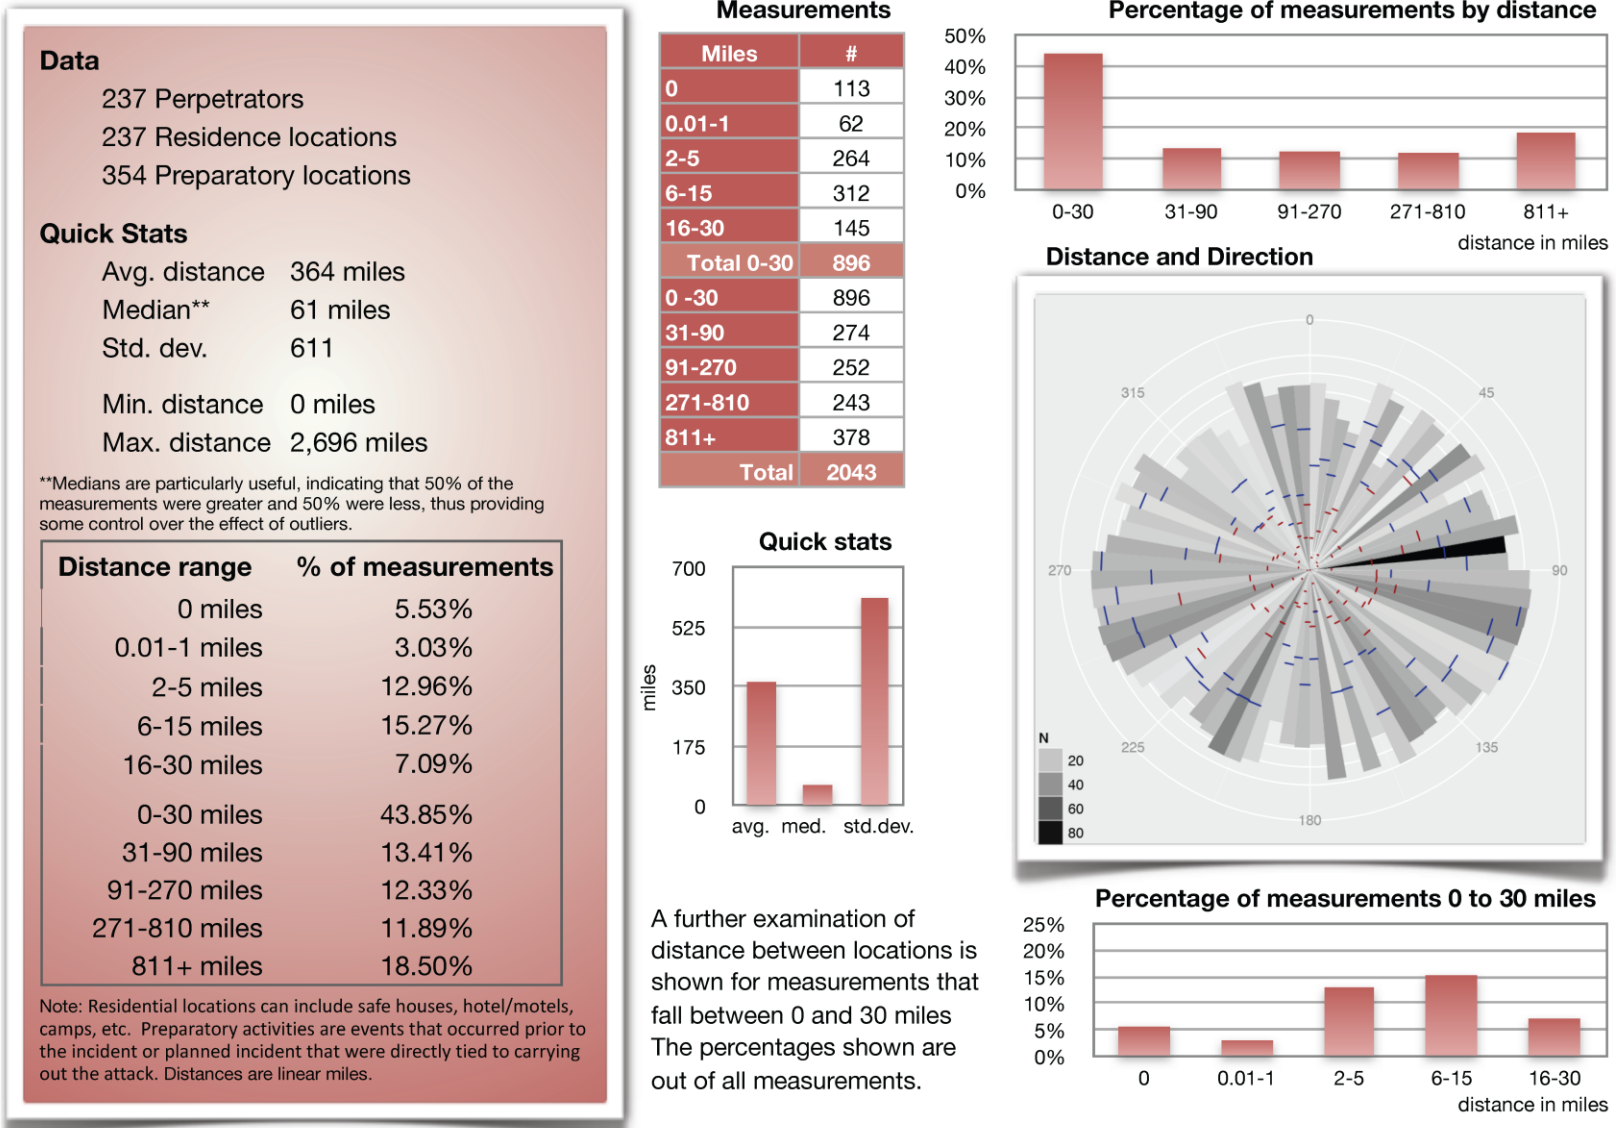 Data
237 Perpetrators
237 Residence locations
354 Preparatory locations
Quick Stats
Avg. distance 364 miles
Median** 61 miles
Std. dev. 611
Min. distance 0 miles
Max. distance 2,696 miles
**Medians are particularly useful, indicating that 50% of the
measurements were greater and 50% were less, thus providing
some control over the effect of outliers.
Distance range % of measurements
0 miles 5.53%
0.01-1 miles 3.03%
2-5 miles 12.96%
6-15 miles 15.27%
16-30 miles 7.09%
0-30 miles 43.85%
31-90 miles 13.41%
91-270 miles 12.33%
271-810 miles 11.89%
811+ miles 18.50%
Note: Residential locations can include safe houses, hotel/motels,
camps, etc. Preparatory activities are events that occurred prior to
the incident or planned incident that were directly tied to carrying
out the attack. Distances are linear miles.
Measurements
Miles #
0 113
0.01-1 62
2-5 264
6-15 312
16-30 145
Total 0-30 896
0 -30 896
31-90 274
91-270 252
271-810 243
811+ 378
Total 2043
Quick stats
700
525
350
175
0
miles
avg. med. std.dev.
A further examination of
distance between locations is
shown for measurements that
fall between 0 and 30 miles
The percentages shown are
out of all measurements.
Percentage of measurements by distance
50%
40%
30%
20%
10%
0%
0-30 31-90 91-270 271-810 811+
distance in miles
Distance and Direction
0
315 45
270 90
225 135
180
N
20
40
60
80
Percentage of measurements 0 to 30 miles
25%
20%
15%
10%
5%
0%
0 0.01-1 2-5 6-15 16-30
distance in miles